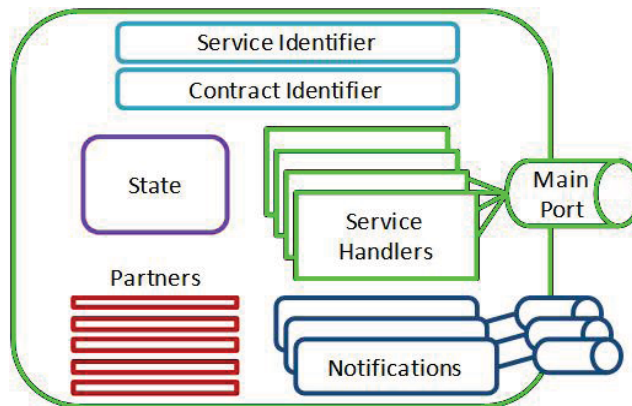 Service Identifier
Contract Identifier
State
Main
Port
Service
Handlers
Partners
Notifications